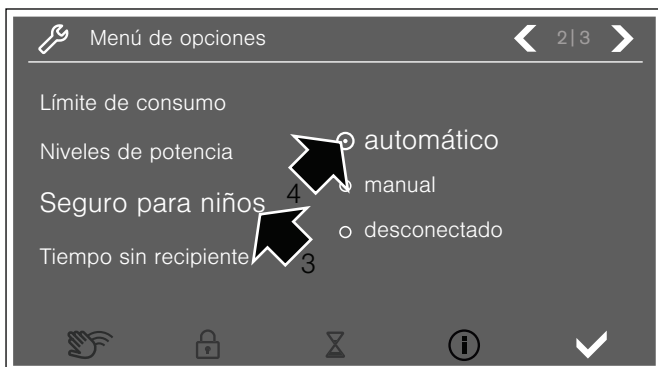 Menú de opciones
2|3
Límite de consumo
Niveles de potencia
Seguro para niños
Tiempo sin recipiente
automático
manual
desconectado
4
3